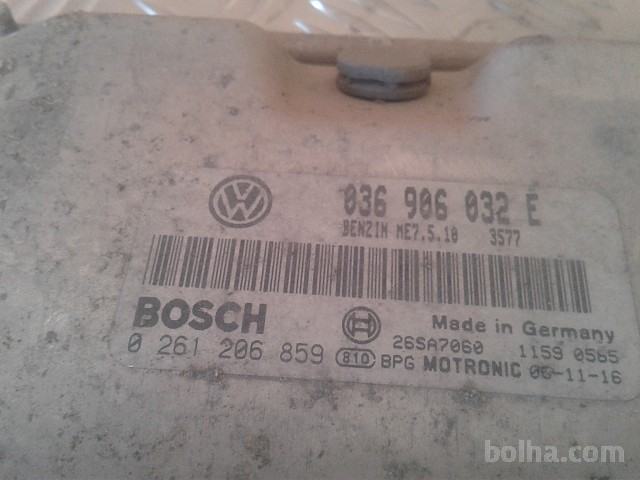 036 906 032 E
BENZIN ME7.5.10 3577
BOSCH
Made in Germany
0 261 206 859
26SA7060 1159 0565
810 BPG MOTRONIC 00-11-16
bolha.com